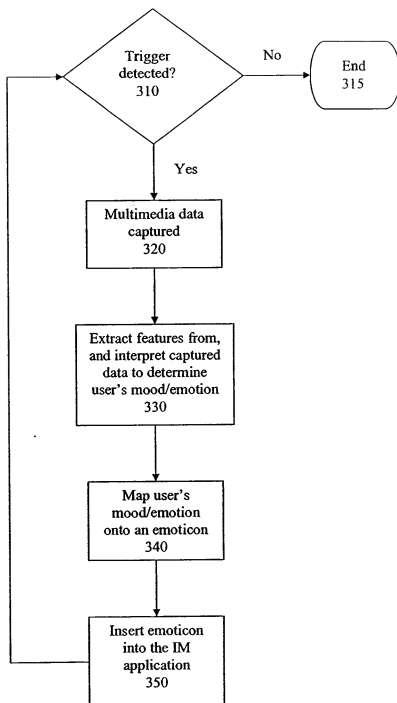 Trigger
detected?
310
No
End
315
Yes
Multimedia data
captured
320
Extract features from,
and interpret captured
data to determine
user's mood/emotion
330
Map user's
mood/emotion
onto an emoticon
340
Insert emoticon
into the IM
application
350